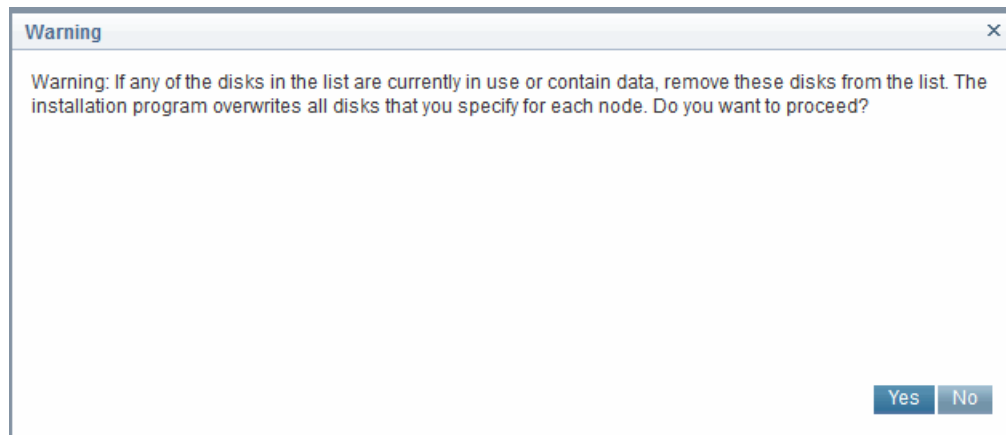 Warning
Warning: If any of the disks in the list are currently in use or contain data, remove these disks from the list. The
installation program overwrites all disks that you specify for each node. Do you want to proceed?
Yes No